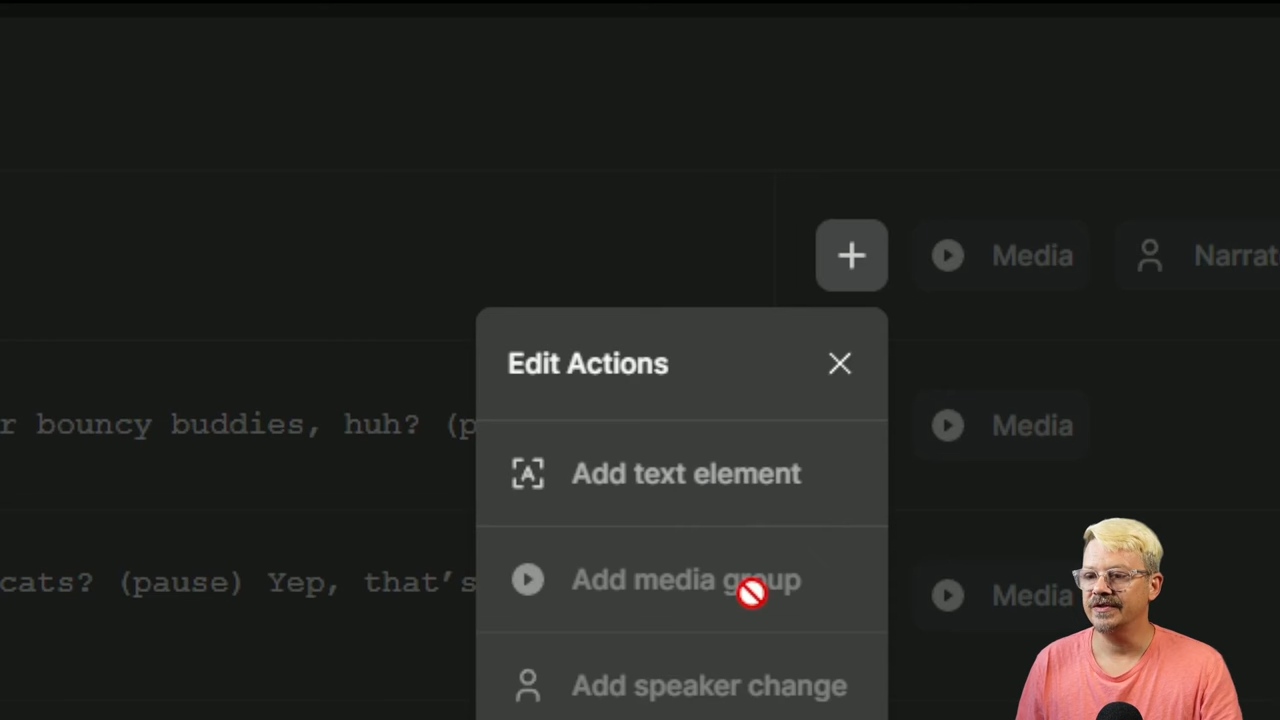 Media
Narrat
Edit Actions
r bouncy buddies, huh? (p
Media
Add text element
cats? (pause) Yep, that's
Add media group
Media
Add speaker change